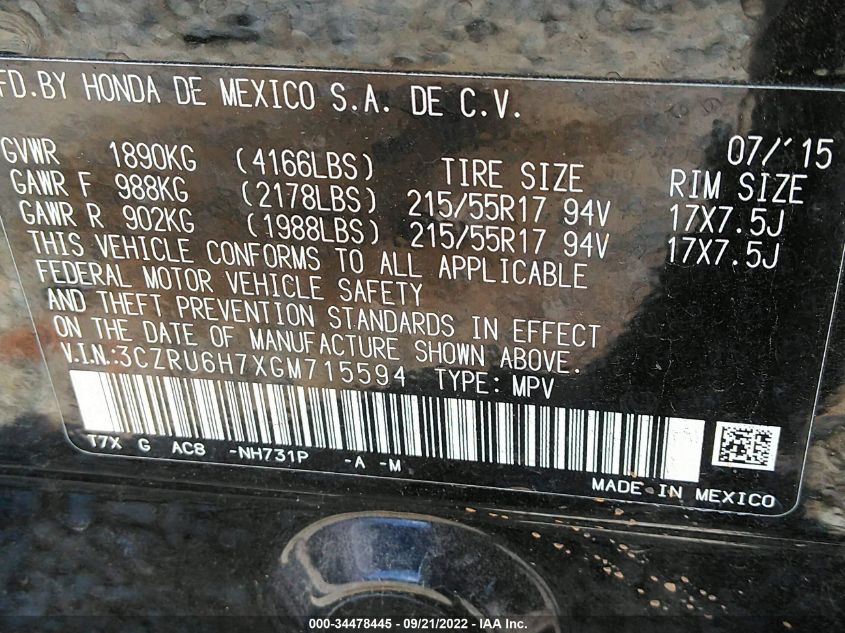 FD.BY HONDA DE MEXICO S.A. DE C.V.
07/'15
GVWR 1890KG (4166LBS) TIRE SIZE RIM SIZE
GAWR F 988KG (2178LBS) 215/55R17 94V 17X7.5J
GAWR R 902KG (1988LBS) 215/55R17 94V 17X7.5J
THIS VEHICLE CONFORMS TO ALL APPLICABLE
FEDERAL MOTOR VEHICLE SAFETY
AND THEFT PREVENTION STANDARDS IN EFFECT
ON THE DATE OF MANUFACTURE SHOWN ABOVE.
V.I.N.:3CZRU6H7XGM715594 TYPE: MPV
T7X G AC8 -NH731P -A -M
MADE IN MEXICO
000-34478445 - 09/21/2022 - IAA Inc.